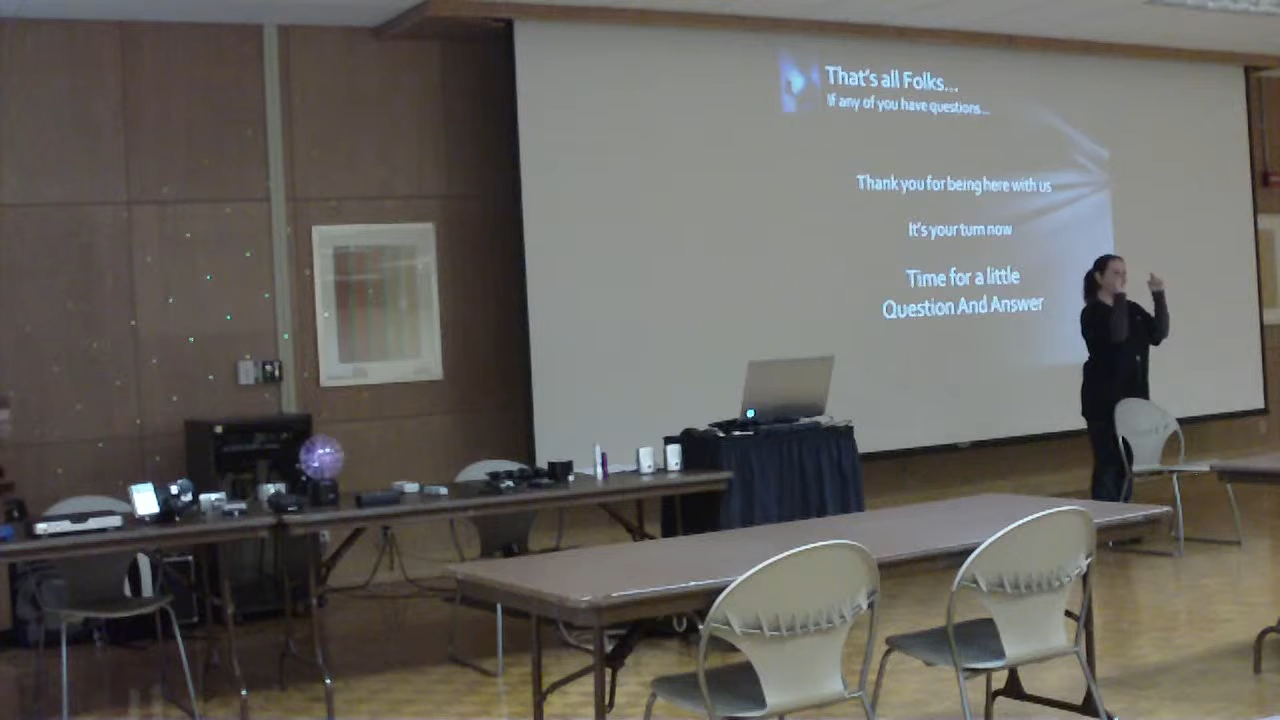 That's all Folks...
If any of you have questions...
Thank you for being here with us
It's your turn now
Time for a little
Question And Answer